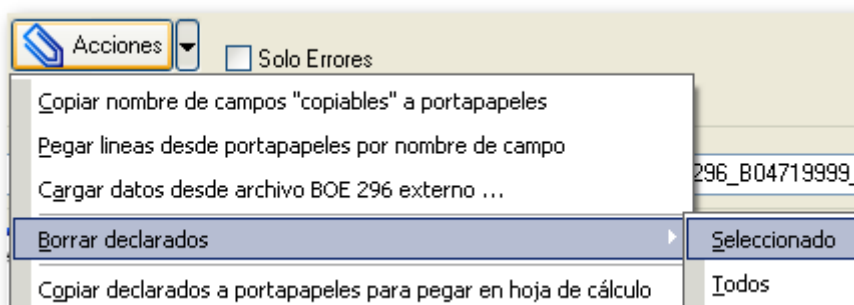 Acciones
Solo Errores
Copiar nombre de campos "copiables" a portapapeles
Pegar lineas desde portapapeles por nombre de campo
Cargar datos desde archivo BOE 296 externo ...
296_B04719999_
Borrar declarados
Seleccionado
Copiar declarados a portapapeles para pegar en hoja de cálculo
Todos